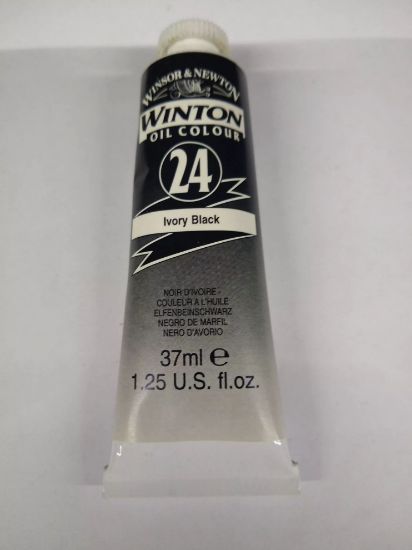 WINSOR & NEWTON
WINTON
OIL COLOUR
24
Ivory Black
NOIR D'IVOIRE -
COULEUR A L'HUILE
ELFENBEINSCHWARZ
NEGRO DE MARFIL
NERO D'AVORIO
37ml ℮
1.25 U.S. fl.oz.